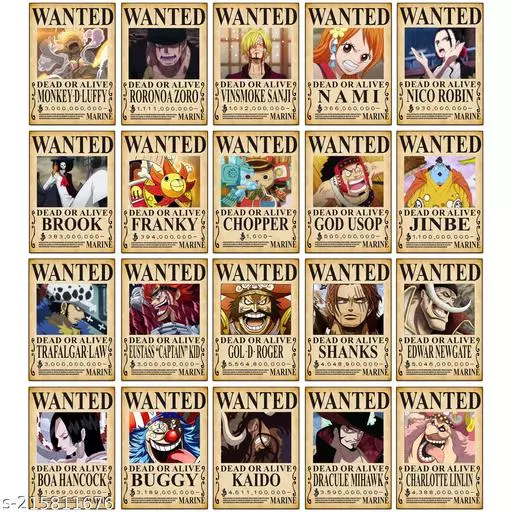 WANTED
DEAD OR ALIVE
MONKEY·D·LUFFY
3,000,000,000-
MARINE
WANTED
DEAD OR ALIVE
RORONOA ZORO
1,111,000,000-
MARINE
WANTED
DEAD OR ALIVE
VINSMOKE SANJI
1,032,000,000-
MARINE
WANTED
DEAD OR ALIVE
NAMI
366,000,000-
MARINE
WANTED
DEAD OR ALIVE
NICO ROBIN
930,000,000-
MARINE
WANTED
DEAD OR ALIVE
BROOK
383,000,000-
MARINE
WANTED
DEAD OR ALIVE
FRANKY
394,000,000-
MARINE
WANTED
DEAD OR ALIVE
CHOPPER
1,000-
MARINE
WANTED
DEAD OR ALIVE
GOD USOP
500,000,000-
MARINE
WANTED
DEAD OR ALIVE
JINBE
1,100,000,000-
MARINE
WANTED
DEAD OR ALIVE
TRAFALGAR LAW
3,000,000,000-
MARINE
WANTED
DEAD OR ALIVE
EUSTASS "CAPTAIN" KID
3,000,000,000-
MARINE
WANTED
DEAD OR ALIVE
GOL·D·ROGER
MARINE
WANTED
DEAD OR ALIVE
SHANKS
4,048,900,000-
MARINE
WANTED
DEAD OR ALIVE
EDWAR NEWGATE
5,046,000,000-
MARINE
WANTED
DEAD OR ALIVE
BOA HANCOCK
1,659,000,000-
MARINE
WANTED
DEAD OR ALIVE
BUGGY
3,189,000,000-
MARINE
WANTED
DEAD OR ALIVE
KAIDO
4,611,100,000-
MARINE
WANTED
DEAD OR ALIVE
DRACULE MIHAWK
3,590,000,000-
MARINE
WANTED
DEAD OR ALIVE
CHARLOTTE LINLIN
4,388,000,000-
MARINE
s-215811676